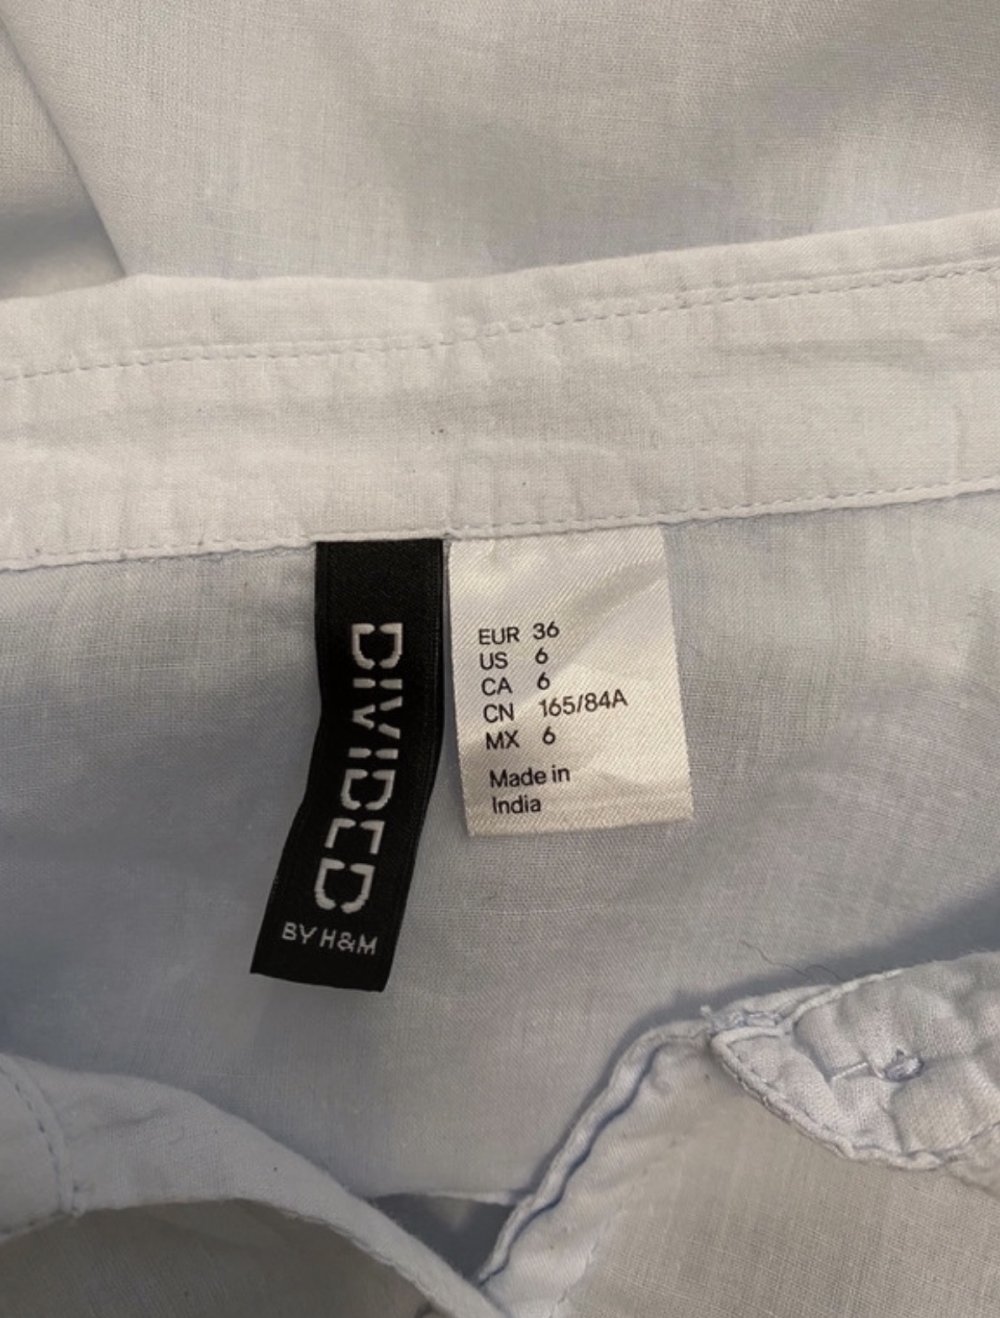 DIVIDED
BY H&M
EUR 36
US 6
CA 6
CN 165/84A
MX 6
Made in
India